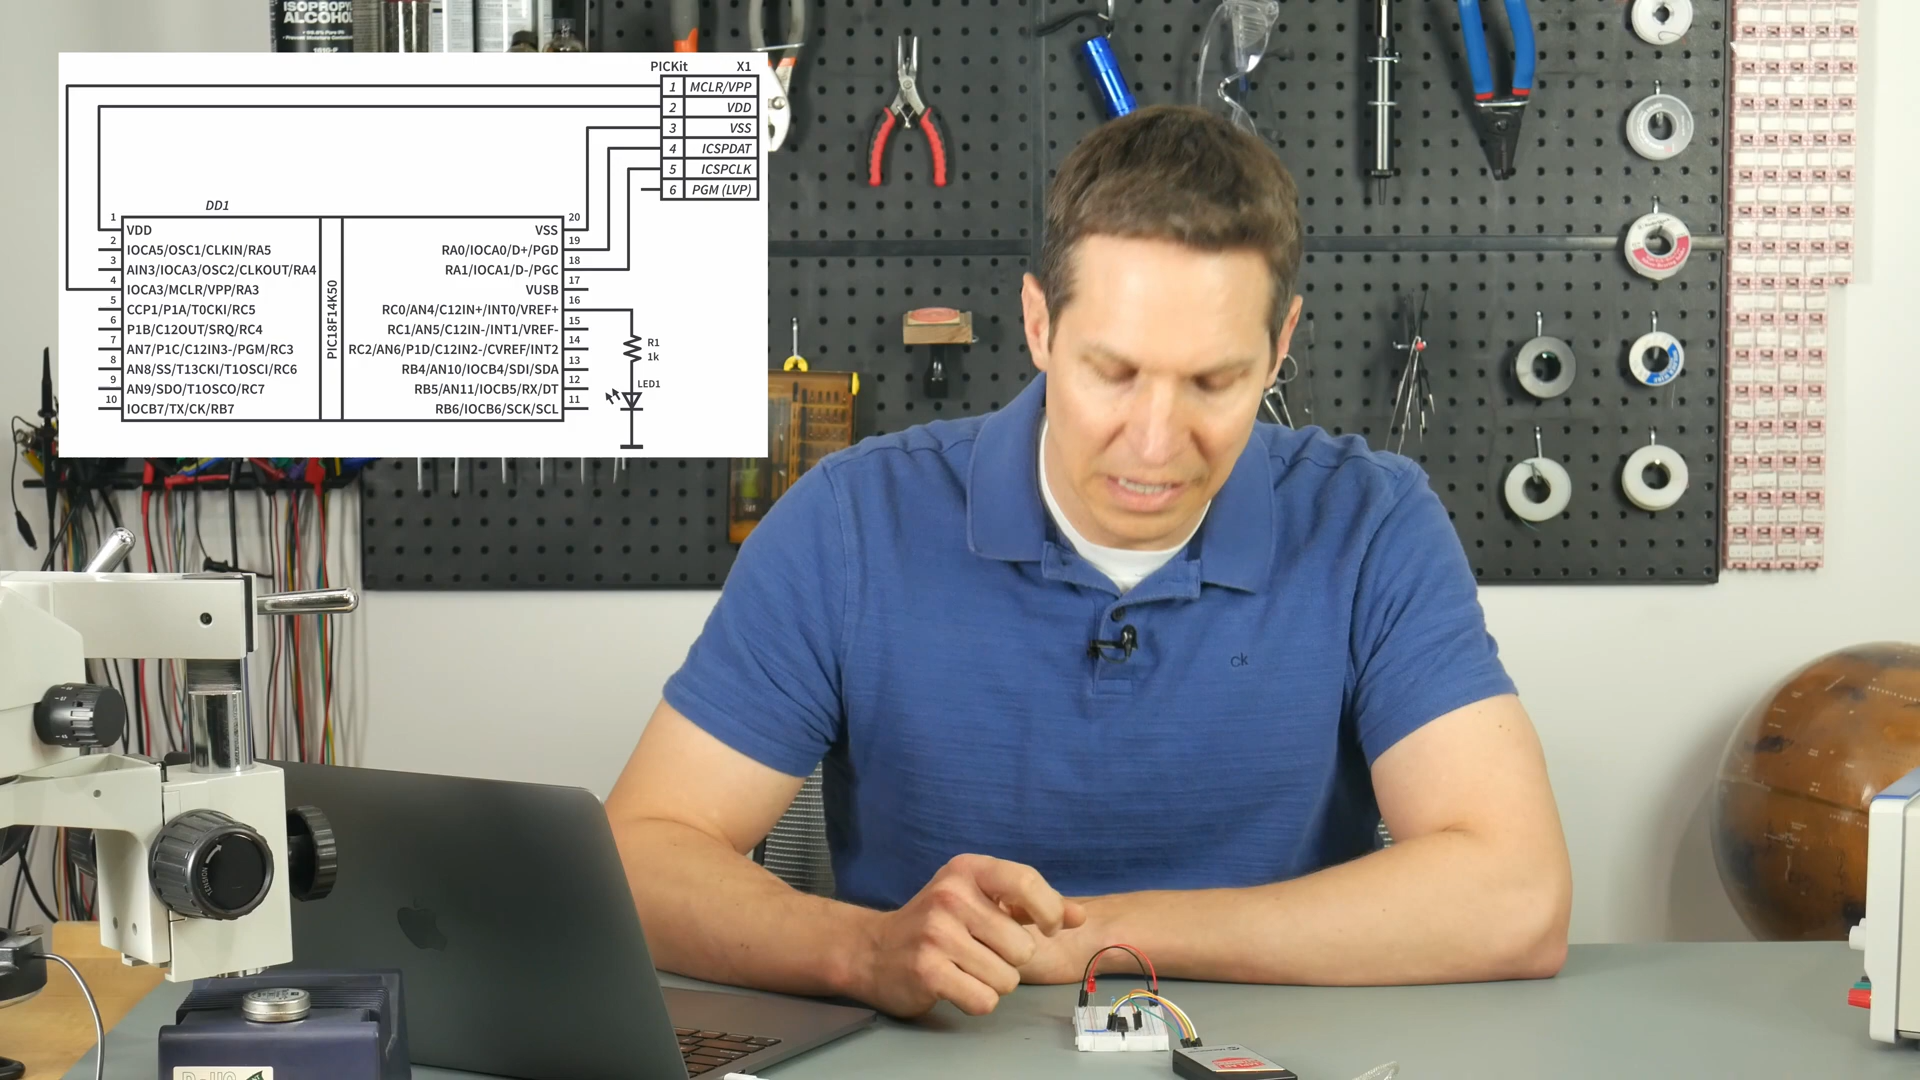 ISOPROPYL
ALCOHOL
PICKit X1
1 MCLR/VPP
2 VDD
3 VSS
4 ICSPDAT
5 ICSPCLK
6 PGM (LVP)
DD1
PIC18F14K50
1 VDD
2 IOCA5/OSC1/CLKIN/RA5
3 AIN3/IOCA3/OSC2/CLKOUT/RA4
4 IOCA3/MCLR/VPP/RA3
5 CCP1/P1A/T0CKI/RC5
6 P1B/C12OUT/SRQ/RC4
7 AN7/P1C/C12IN3-/PGM/RC3
8 AN8/SS/T13CKI/T1OSCI/RC6
9 AN9/SDO/T1OSCO/RC7
10 IOCB7/TX/CK/RB7
VSS 20
RA0/IOCA0/D+/PGD 19
RA1/IOCA1/D-/PGC 18
VUSB 17
RC0/AN4/C12IN+/INT0/VREF+ 16
RC1/AN5/C12IN-/INT1/VREF- 15
RC2/AN6/P1D/C12IN2-/CVREF/INT2 14
RB4/AN10/IOCB4/SDI/SDA 13
RB5/AN11/IOCB5/RX/DT 12
RB6/IOCB6/SCK/SCL 11
R1
1k
LED1
ck
TENSION